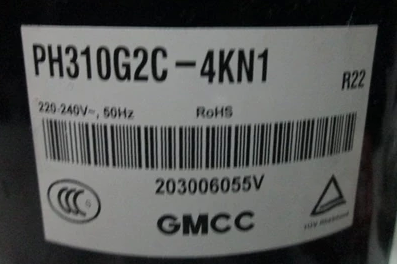 PH310G2C-4KN1
R22
220-240V~, 50Hz RoHS
203006055V
GMCC